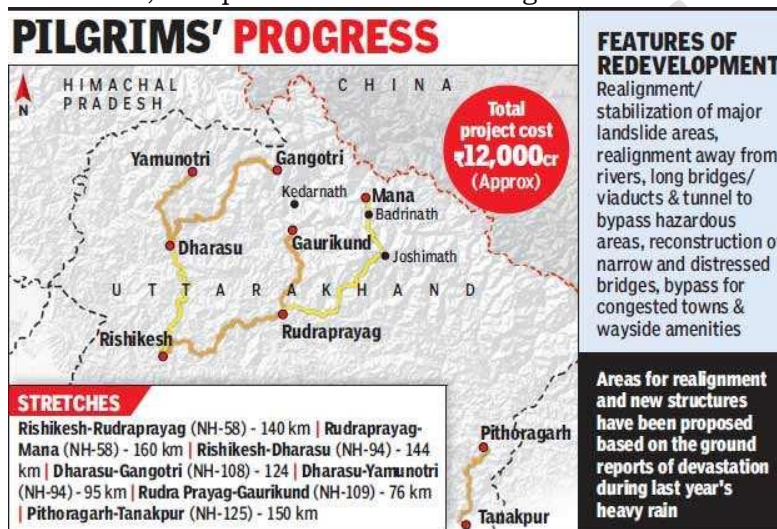 PILGRIMS' PROGRESS
HIMACHAL
PRADESH
CHINA
N
Total
project cost
₹12,000cr
(Approx)
Yamunotri
Gangotri
Kedarnath
Mana
Badrinath
Dharasu
Gaurikund
Joshimath
UTTARAKHAND
Rishikesh
Rudraprayag
Pithoragarh
Tanakpur
STRETCHES
Rishikesh-Rudraprayag (NH-58) - 140 km | Rudraprayag-
Mana (NH-58) - 160 km | Rishikesh-Dharasu (NH-94) - 144
km | Dharasu-Gangotri (NH-108) - 124 | Dharasu-Yamunotri
(NH-94) - 95 km | Rudra Prayag-Gaurikund (NH-109) - 76 km
| Pithoragarh-Tanakpur (NH-125) - 150 km
FEATURES OF
REDEVELOPMENT
Realignment/
stabilization of major
landslide areas,
realignment away from
rivers, long bridges/
viaducts & tunnel to
bypass hazardous
areas, reconstruction of
narrow and distressed
bridges, bypass for
congested towns &
wayside amenities
Areas for realignment
and new structures
have been proposed
based on the ground
reports of devastation
during last year's
heavy rain